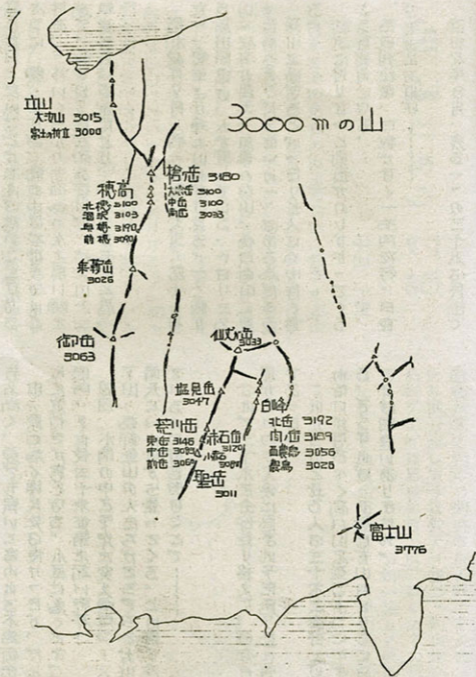 3000mの山
立山
大汝山 3015
富士ノ折立 3000
槍岳 3180
大喰岳 3100
中岳 3100
南岳 3033
穂高
北穂 3100
涸沢 3103
奥穂 3190
前穂 3090
乗鞍岳
3026
御岳
3063
仙丈岳
3033
塩見岳
3047
白峰
北岳 3192
間ノ岳 3189
西農鳥 3056
農鳥 3026
荒川岳
東岳 3146
中岳 3083
前岳
赤石岳
3120
小赤石
聖岳
3011
富士山
3776